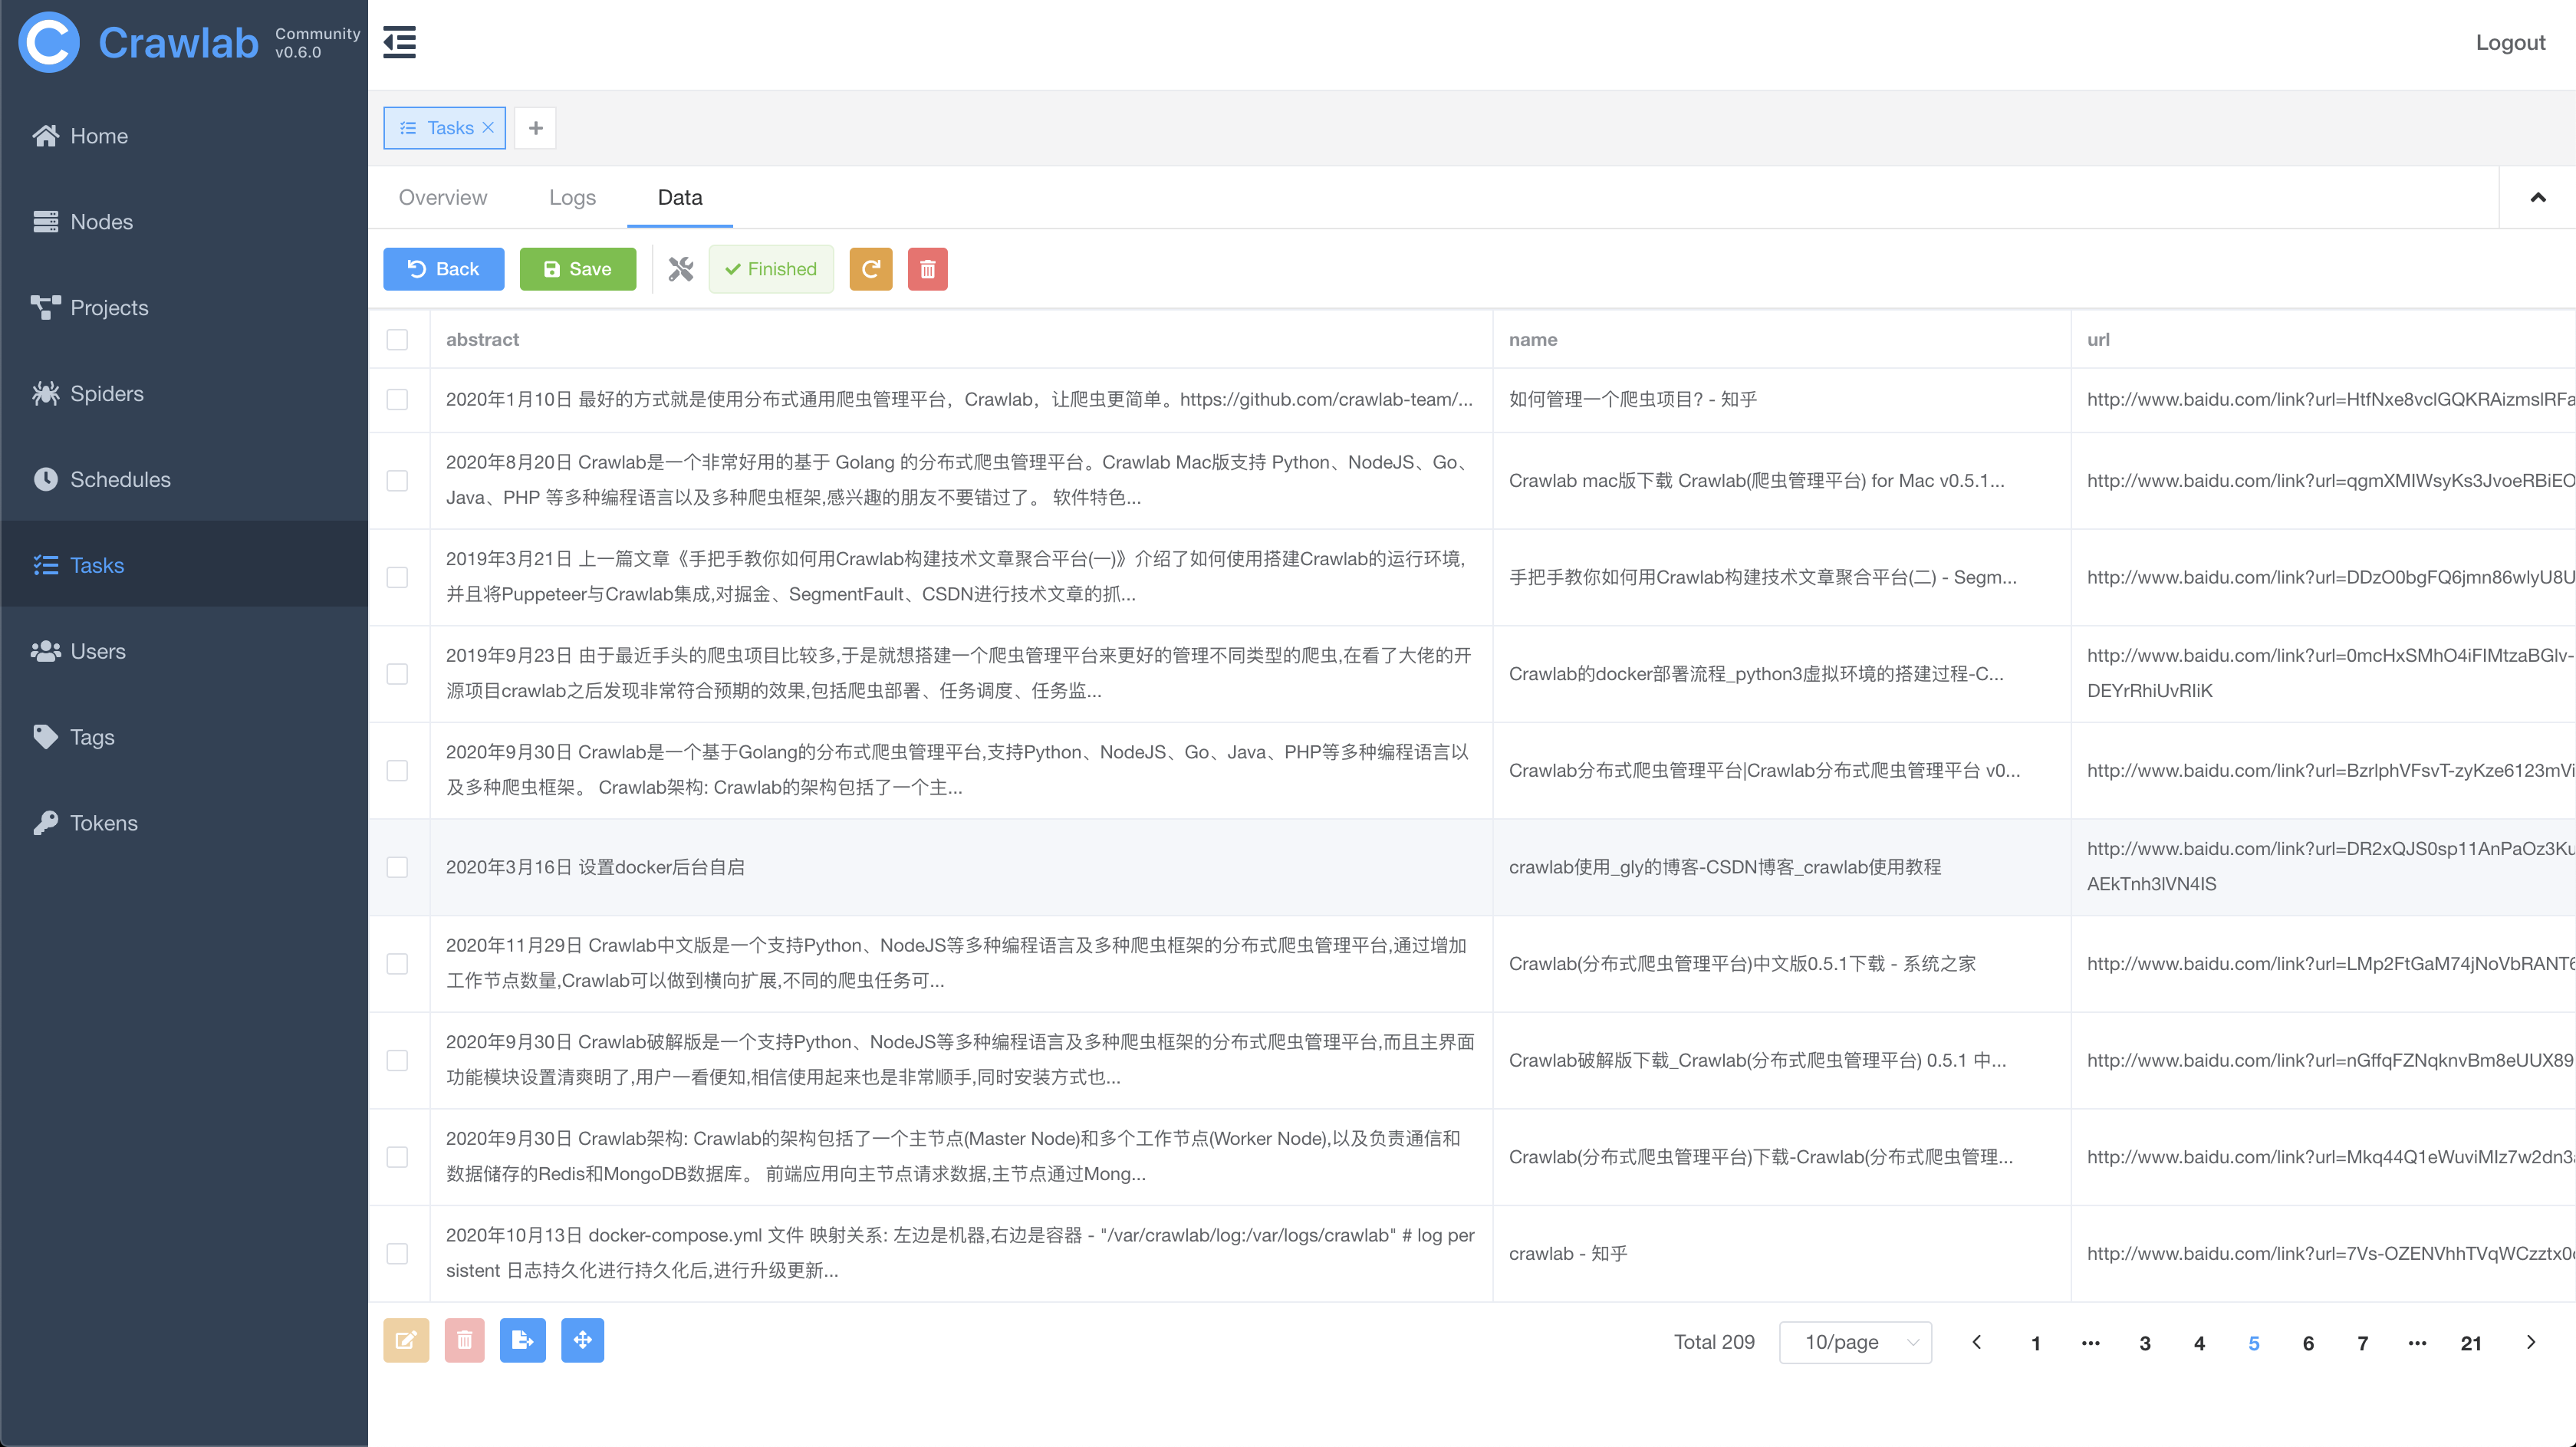 Crawlab
Community
v0.6.0
Logout
Home
Nodes
Projects
Spiders
Schedules
Tasks
Users
Tags
Tokens
Tasks
Overview Logs Data
Back Save Finished
abstract name url
2020年1月10日 最好的方式就是使用分布式通用爬虫管理平台，Crawlab，让爬虫更简单。https://github.com/crawlab-team/...
如何管理一个爬虫项目? - 知乎
http://www.baidu.com/link?url=HtfNxe8vclGQKRAizmslRFa
2020年8月20日 Crawlab是一个非常好用的基于 Golang 的分布式爬虫管理平台。Crawlab Mac版支持 Python、NodeJS、Go、
Java、PHP 等多种编程语言以及多种爬虫框架,感兴趣的朋友不要错过了。 软件特色...
Crawlab mac版下载 Crawlab(爬虫管理平台) for Mac v0.5.1...
http://www.baidu.com/link?url=qgmXMIWsyKs3JvoeRBiEO
2019年3月21日 上一篇文章《手把手教你如何用Crawlab构建技术文章聚合平台(一)》介绍了如何使用搭建Crawlab的运行环境,
并且将Puppeteer与Crawlab集成,对掘金、SegmentFault、CSDN进行技术文章的抓...
手把手教你如何用Crawlab构建技术文章聚合平台(二) - Segm...
http://www.baidu.com/link?url=DDzO0bgFQ6jmn86wlyU8U
2019年9月23日 由于最近手头的爬虫项目比较多,于是就想搭建一个爬虫管理平台来更好的管理不同类型的爬虫,在看了大佬的开
源项目crawlab之后发现非常符合预期的效果,包括爬虫部署、任务调度、任务监...
Crawlab的docker部署流程_python3虚拟环境的搭建过程-C...
http://www.baidu.com/link?url=0mcHxSMhO4iFIMtzaBGlv-
DEYrRhiUvRIiK
2020年9月30日 Crawlab是一个基于Golang的分布式爬虫管理平台,支持Python、NodeJS、Go、Java、PHP等多种编程语言以
及多种爬虫框架。 Crawlab架构: Crawlab的架构包括了一个主...
Crawlab分布式爬虫管理平台|Crawlab分布式爬虫管理平台 v0...
http://www.baidu.com/link?url=BzrlphVFsvT-zyKze6123mVi
2020年3月16日 设置docker后台自启
crawlab使用_gly的博客-CSDN博客_crawlab使用教程
http://www.baidu.com/link?url=DR2xQJS0sp11AnPaOz3Ku
AEkTnh3lVN4IS
2020年11月29日 Crawlab中文版是一个支持Python、NodeJS等多种编程语言及多种爬虫框架的分布式爬虫管理平台,通过增加
工作节点数量,Crawlab可以做到横向扩展,不同的爬虫任务可...
Crawlab(分布式爬虫管理平台)中文版0.5.1下载 - 系统之家
http://www.baidu.com/link?url=LMp2FtGaM74jNoVbRANT6
2020年9月30日 Crawlab破解版是一个支持Python、NodeJS等多种编程语言及多种爬虫框架的分布式爬虫管理平台,而且主界面
功能模块设置清爽明了,用户一看便知,相信使用起来也是非常顺手,同时安装方式也...
Crawlab破解版下载_Crawlab(分布式爬虫管理平台) 0.5.1 中...
http://www.baidu.com/link?url=nGffqFZNqknvBm8eUUX89
2020年9月30日 Crawlab架构: Crawlab的架构包括了一个主节点(Master Node)和多个工作节点(Worker Node),以及负责通信和
数据储存的Redis和MongoDB数据库。 前端应用向主节点请求数据,主节点通过Mong...
Crawlab(分布式爬虫管理平台)下载-Crawlab(分布式爬虫管理...
http://www.baidu.com/link?url=Mkq44Q1eWuviMIz7w2dn3
2020年10月13日 docker-compose.yml 文件 映射关系: 左边是机器,右边是容器 - "/var/crawlab/log:/var/logs/crawlab" # log per
sistent 日志持久化进行持久化后,进行升级更新...
crawlab - 知乎
http://www.baidu.com/link?url=7Vs-OZENVhhTVqWCzztx0
Total 209 10/page 1 ... 3 4 5 6 7 ... 21